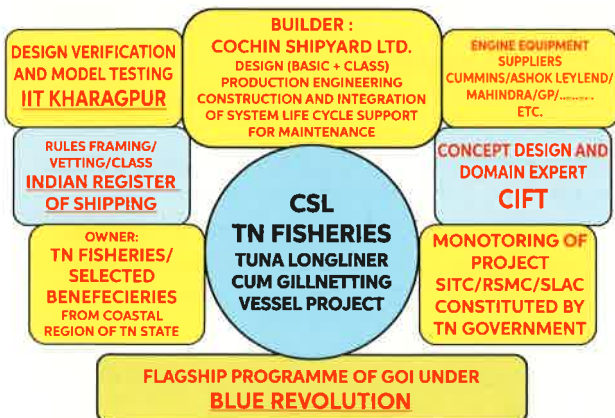 BUILDER :
COCHIN SHIPYARD LTD.
DESIGN (BASIC + CLASS)
PRODUCTION ENGINEERING
CONSTRUCTION AND INTEGRATION
OF SYSTEM LIFE CYCLE SUPPORT
FOR MAINTENANCE
DESIGN VERIFICATION
AND MODEL TESTING
IIT KHARAGPUR
ENGINE EQUIPMENT
SUPPLIERS
CUMMINS/ASHOK LEYLEND/
MAHINDRA/GP/..........
ETC.
RULES FRAMING/
VETTING/CLASS
INDIAN REGISTER
OF SHIPPING
CONCEPT DESIGN AND
DOMAIN EXPERT
CIFT
CSL
TN FISHERIES
TUNA LONGLINER
CUM GILLNETTING
VESSEL PROJECT
OWNER:
TN FISHERIES/
SELECTED
BENEFECIERIES
FROM COASTAL
REGION OF TN STATE
MONOTORING OF
PROJECT
SITC/RSMC/SLAC
CONSTITUTED BY
TN GOVERNMENT
FLAGSHIP PROGRAMME OF GOI UNDER
BLUE REVOLUTION